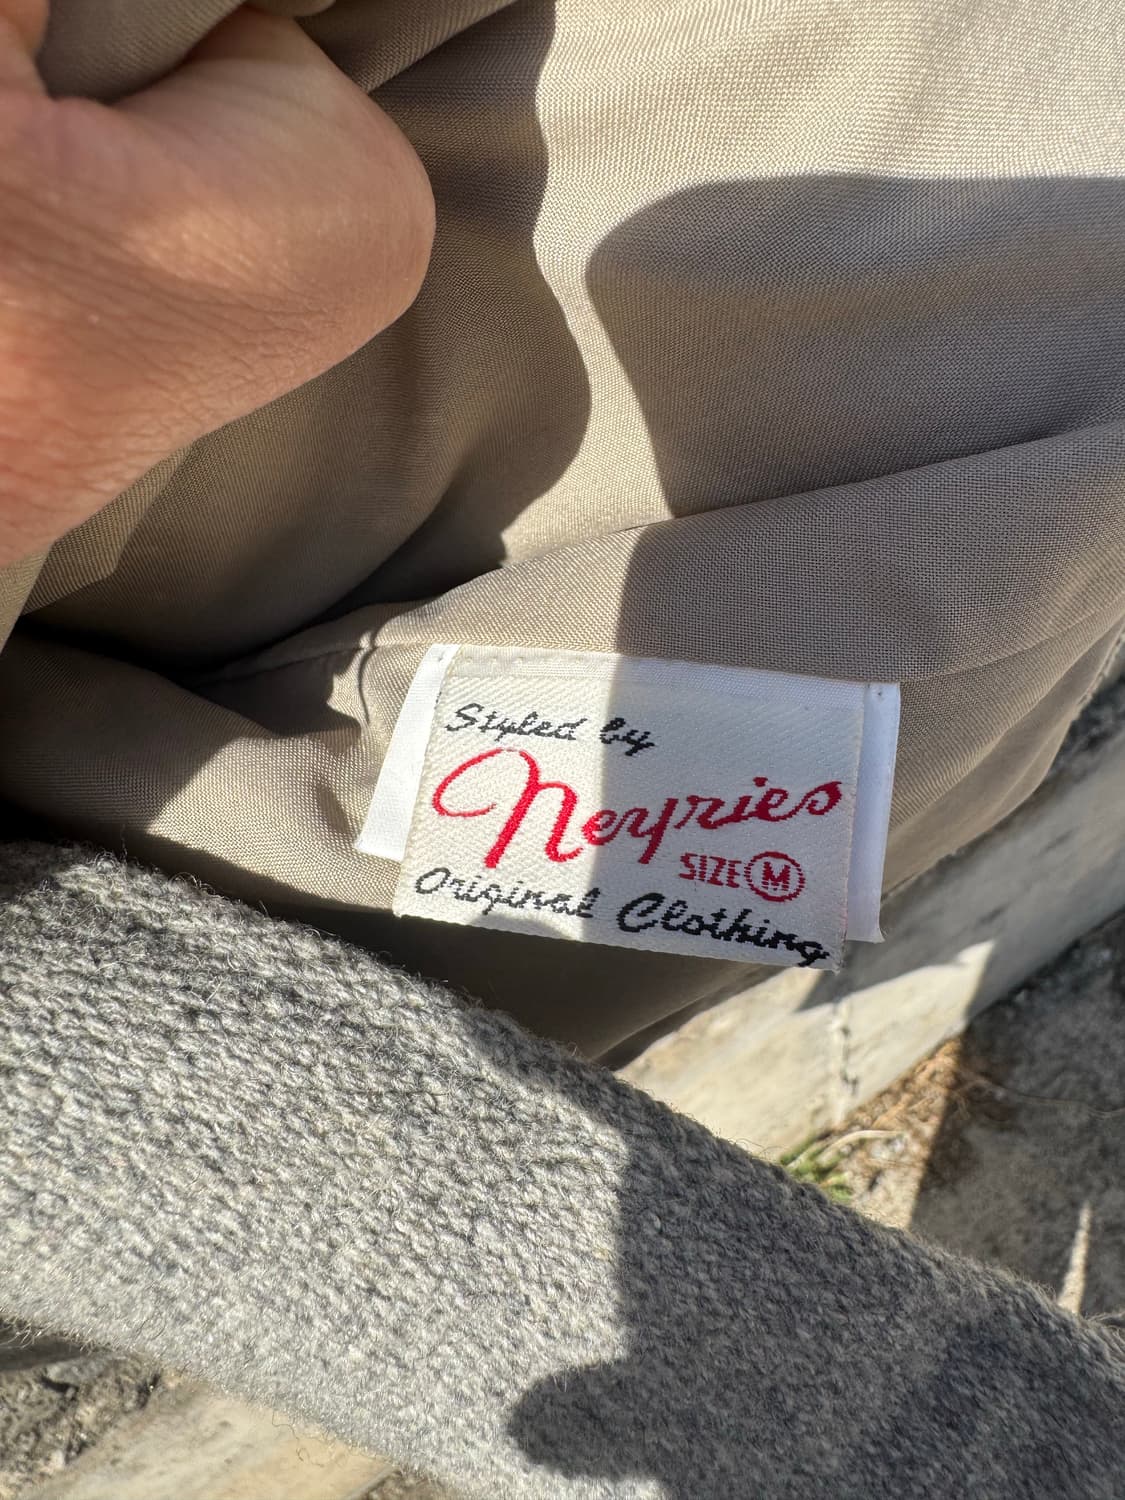 Styled by
Neyries
SIZE M
Original Clothing